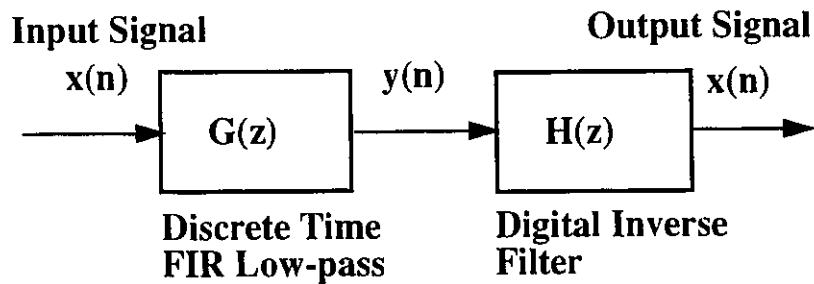 Input Signal
Output Signal
x(n)
y(n)
x(n)
G(z)
H(z)
Discrete Time
FIR Low-pass
Digital Inverse
Filter